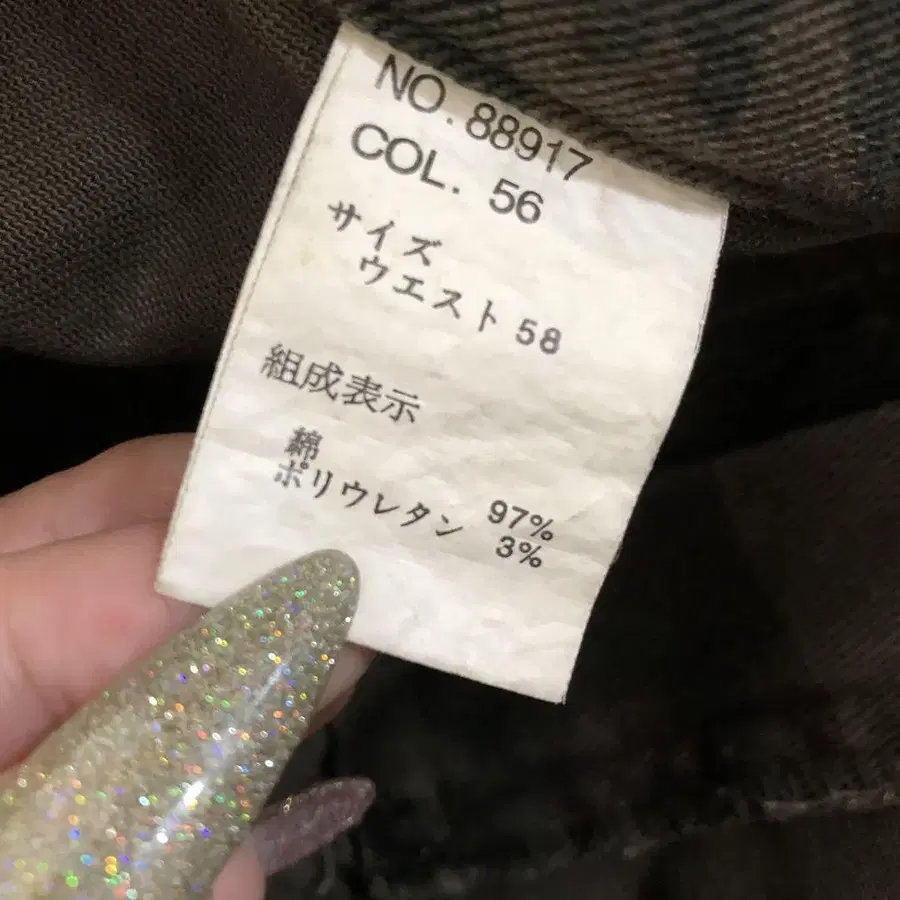 NO. 88917
COL. 56
サイズ
ウエスト 58
組成表示
綿 97%
ポリウレタン 3%